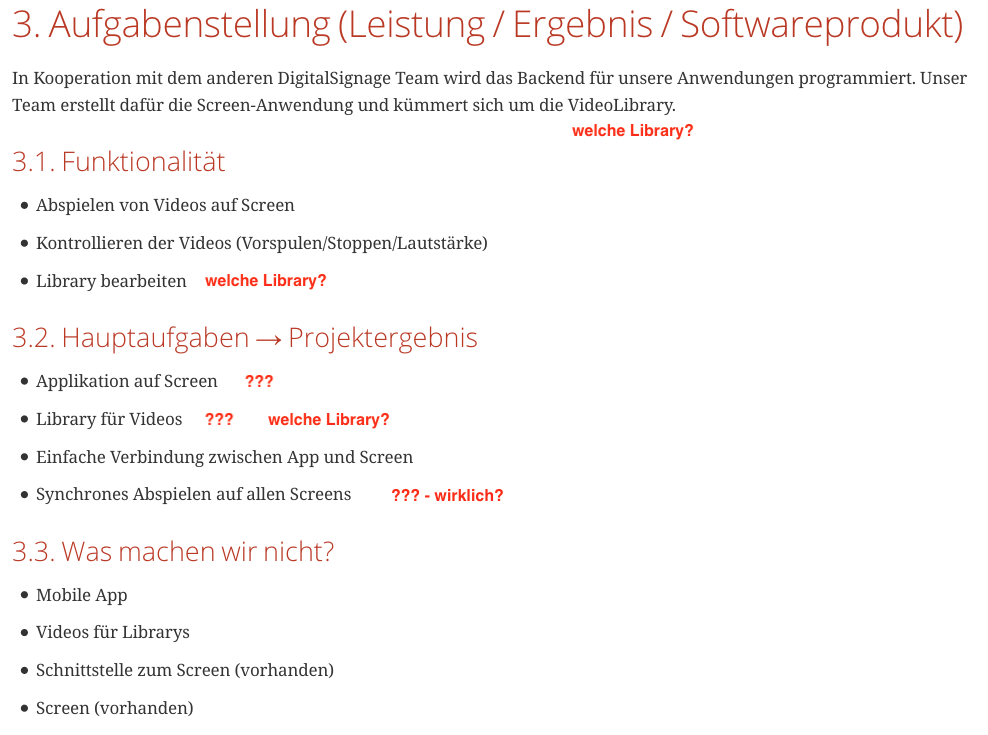 3. Aufgabenstellung (Leistung / Ergebnis / Softwareprodukt)
In Kooperation mit dem anderen DigitalSignage Team wird das Backend für unsere Anwendungen programmiert. Unser
Team erstellt dafür die Screen-Anwendung und kümmert sich um die VideoLibrary.
welche Library?
3.1. Funktionalität
• Abspielen von Videos auf Screen
• Kontrollieren der Videos (Vorspulen/Stoppen/Lautstärke)
• Library bearbeiten welche Library?
3.2. Hauptaufgaben → Projektergebnis
• Applikation auf Screen ???
• Library für Videos ??? welche Library?
• Einfache Verbindung zwischen App und Screen
• Synchrones Abspielen auf allen Screens ??? - wirklich?
3.3. Was machen wir nicht?
• Mobile App
• Videos für Librarys
• Schnittstelle zum Screen (vorhanden)
• Screen (vorhanden)